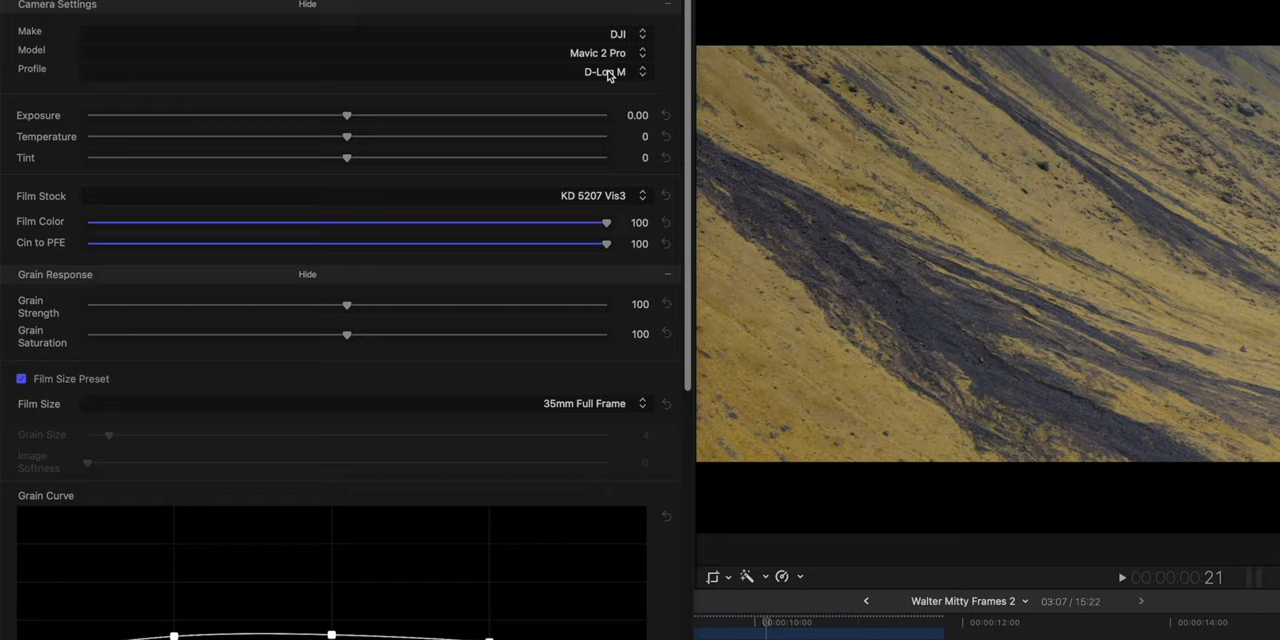 Camera Settings Hide
Make DJI
Model Mavic 2 Pro
Profile D-Log M
Exposure 0.00
Temperature 0
Tint 0
Film Stock KD 5207 Vis3
Film Color 100
Cin to PFE 100
Grain Response Hide
Grain Strength 100
Grain Saturation 100
Film Size Preset
Film Size 35mm Full Frame
Grain Size 4
Image Softness 0
Grain Curve
00:00:00:21
Walter Mitty Frames 2 03:07 / 15:22
00:00:10:00 00:00:12:00 00:00:14:00